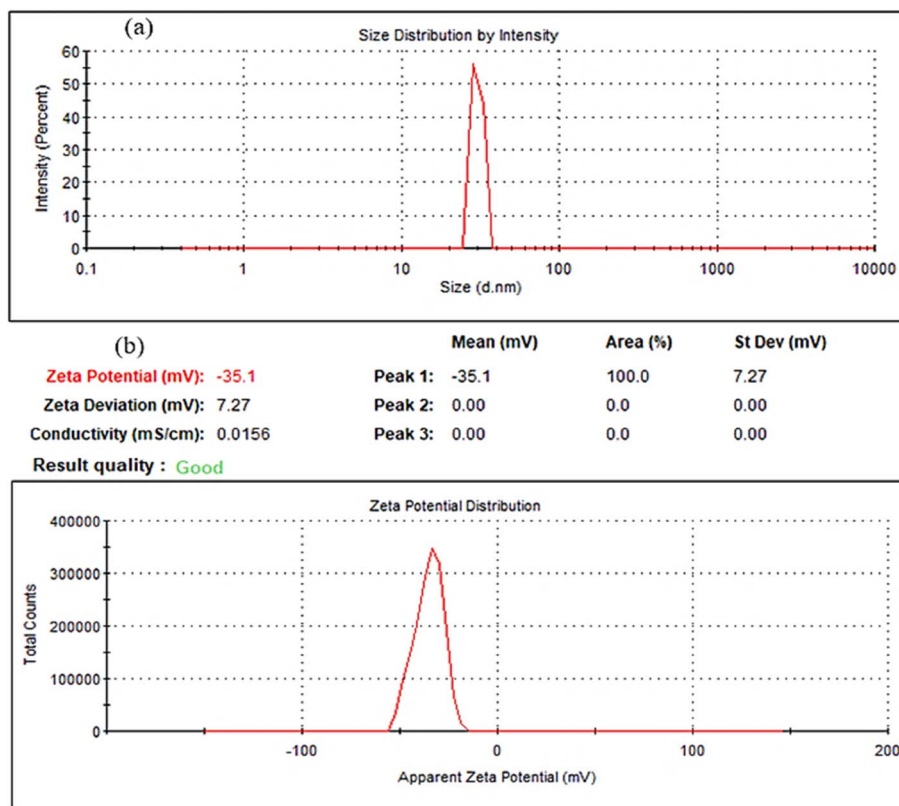 (a)
Size Distribution by Intensity
60
50
40
30
20
10
0
Intensity (Percent)
0.1 1 10 100 1000 10000
Size (d.nm)
(b)
Mean (mV) Area (%) St Dev (mV)
Zeta Potential (mV): -35.1 Peak 1: -35.1 100.0 7.27
Zeta Deviation (mV): 7.27 Peak 2: 0.00 0.0 0.00
Conductivity (mS/cm): 0.0156 Peak 3: 0.00 0.0 0.00
Result quality : Good
Zeta Potential Distribution
400000
300000
200000
100000
0
Total Counts
-100 0 100 200
Apparent Zeta Potential (mV)